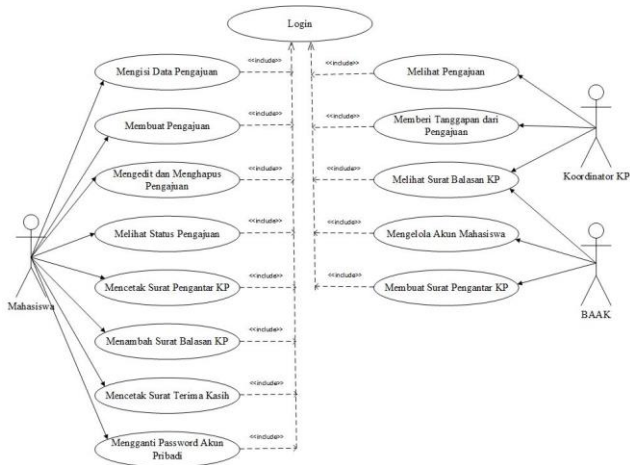 Login
<<include>>
Mengisi Data Pengajuan
<<include>>
Membuat Pengajuan
<<include>>
Mengedit dan Menghapus
Pengajuan
<<include>>
Melihat Status Pengajuan
<<include>>
Mencetak Surat Pengantar KP
<<include>>
Menambah Surat Balasan KP
<<include>>
Mencetak Surat Terima Kasih
<<include>>
Mengganti Password Akun
Pribadi
Mahasiswa
<<include>>
Melihat Pengajuan
<<include>>
Memberi Tanggapan dari
Pengajuan
<<include>>
Melihat Surat Balasan KP
<<include>>
Mengelola Akun Mahasiswa
<<include>>
Membuat Surat Pengantar KP
Koordinator KP
BAAK